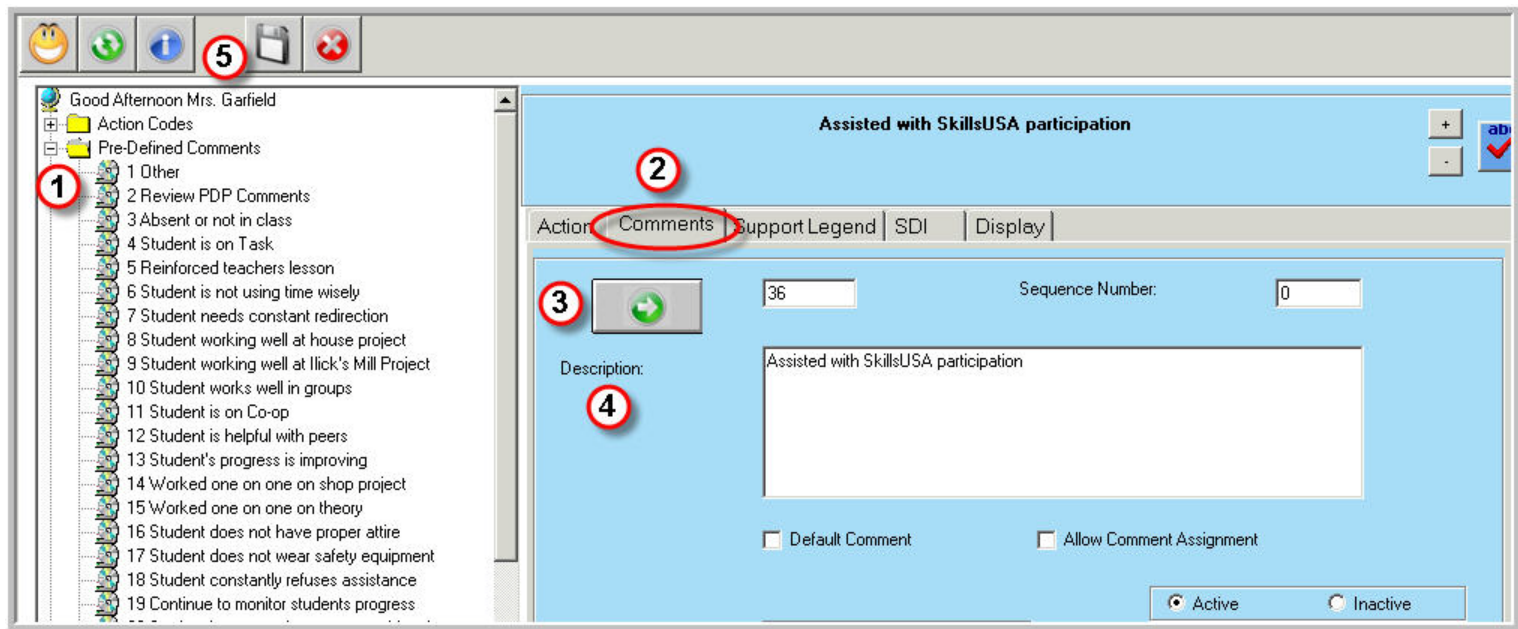 5
Good Afternoon Mrs. Garfield
Action Codes
Pre-Defined Comments
1
1 Other
2 Review PDP Comments
3 Absent or not in class
4 Student is on Task
5 Reinforced teachers lesson
6 Student is not using time wisely
7 Student needs constant redirection
8 Student working well at house project
9 Student working well at Ilick's Mill Project
10 Student works well in groups
11 Student is on Co-op
12 Student is helpful with peers
13 Student's progress is improving
14 Worked one on one on shop project
15 Worked one on one on theory
16 Student does not have proper attire
17 Student does not wear safety equipment
18 Student constantly refuses assistance
19 Continue to monitor students progress
Assisted with SkillsUSA participation
+
-
2
Action Comments Support Legend SDI Display
3
36 Sequence Number: 0
Description:
4
Assisted with SkillsUSA participation
Default Comment Allow Comment Assignment
Active Inactive